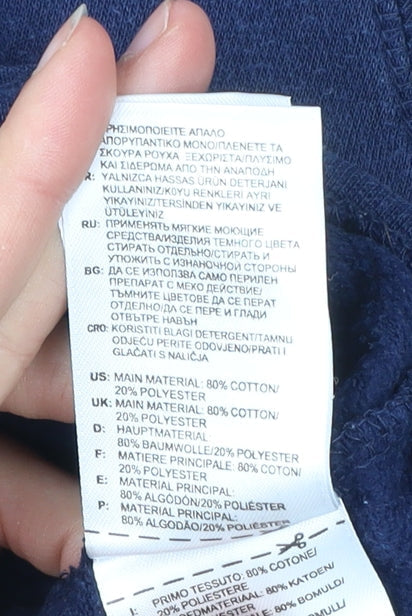 ΡΗΣΙΜΟΠΟΙΕΙΤΕ ΑΠΑΛΟ
ΑΠΟΡΥΠΑΝΤΙΚΟ ΜΟΝΟ/ΠΛΕΝΕΤΕ ΤΑ
ΣΚΟΥΡΑ ΡΟΥΧΑ ΞΕΧΩΡΙΣΤΑ/ΠΛΥΣΙΜΟ
ΚΑΙ ΣΙΔΕΡΩΜΑ ΑΠΟ ΤΗΝ ΑΝΑΠΟΔΗ
R: YALNIZCA HASSAS ÜRÜN DETERJANI
KULLANINIZ/KOYU RENKLERI AYRI
YIKAYINIZ/TERSİNDEN YIKAYINIZ VE
ÜTÜLEYİNİZ
RU: ПРИМЕНЯТЬ МЯГКИЕ МОЮЩИЕ
СРЕДСТВА/ИЗДЕЛИЯ ТЕМНОГО ЦВЕТА
СТИРАТЬ ОТДЕЛЬНО/СТИРАТЬ И
УТЮЖИТЬ С ИЗНАНОЧНОЙ СТОРОНЫ
BG: ДА СЕ ИЗПОЛЗВА САМО ПЕРИЛЕН
ПРЕПАРАТ С МЕКО ДЕЙСТВИЕ/
ТЪМНИТЕ ЦВЕТОВЕ ДА СЕ ПЕРАТ
ОТДЕЛНО/ДА СЕ ПЕРЕ И ГЛАДИ
ОТВЪТРЕ НАВЪН
CRO: KORISTITI BLAGI DETERGENT/TAMNU
ODJEĆU PERITE ODVOJENO/PRATI I
GLAČATI S NALIČJA
US: MAIN MATERIAL: 80% COTTON/
20% POLYESTER
UK: MAIN MATERIAL: 80% COTTON/
20% POLYESTER
D: HAUPTMATERIAL
80% BAUMWOLLE/20% POLYESTER
F: MATIERE PRINCIPALE: 80% COTON/
20% POLYESTER
E: MATERIAL PRINCIPAL:
80% ALGODÓN/20% POLIÉSTER
P: MATERIAL PRINCIPAL:
80% ALGODÃO/20% POLIÉSTER
I: PRIMO TESSUTO: 80% COTONE/
20% POLIESTERE
80% KATOEN/
80% BOMULD/